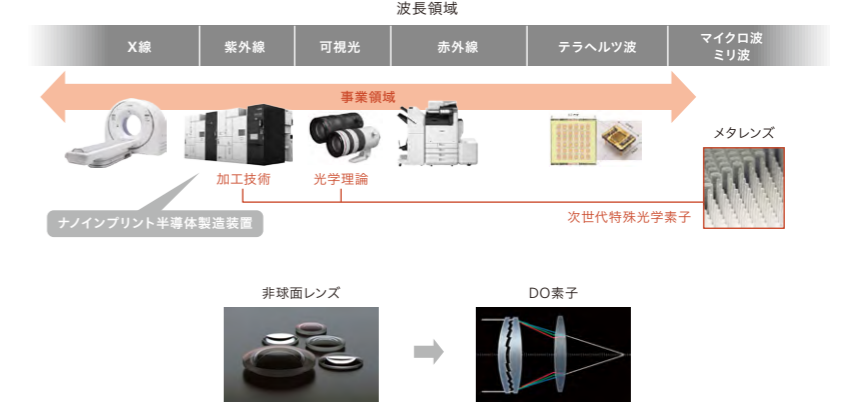 波長領域
X線
紫外線
可視光
赤外線
テラヘルツ波
マイクロ波
ミリ波
事業領域
メタレンズ
加工技術
光学理論
次世代特殊光学素子
ナノインプリント半導体製造装置
非球面レンズ
DO素子